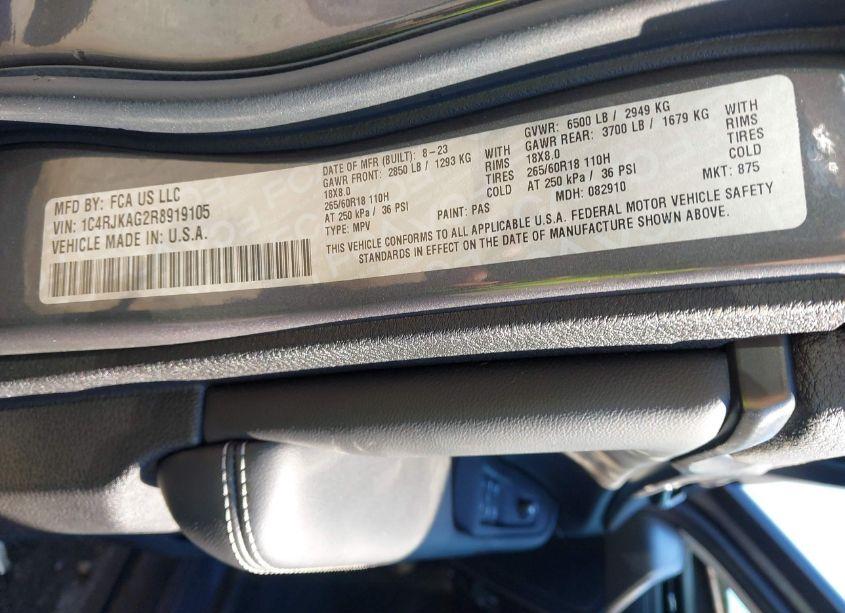 MFD BY: FCA US LLC
VIN: 1C4RJKAG2R8919105
VEHICLE MADE IN U.S.A.
DATE OF MFR (BUILT): 8-23
GAWR FRONT: 2850 LB / 1293 KG WITH
18X8.0 RIMS
265/60R18 110H TIRES
AT 250 kPa / 36 PSI COLD
TYPE: MPV PAINT: PAS
GVWR: 6500 LB / 2949 KG
GAWR REAR: 3700 LB / 1679 KG WITH
18X8.0 RIMS
265/60R18 110H TIRES
AT 250 kPa / 36 PSI COLD
MDH: 082910 MKT: 875
THIS VEHICLE CONFORMS TO ALL APPLICABLE U.S.A. FEDERAL MOTOR VEHICLE SAFETY
STANDARDS IN EFFECT ON THE DATE OF MANUFACTURE SHOWN ABOVE.